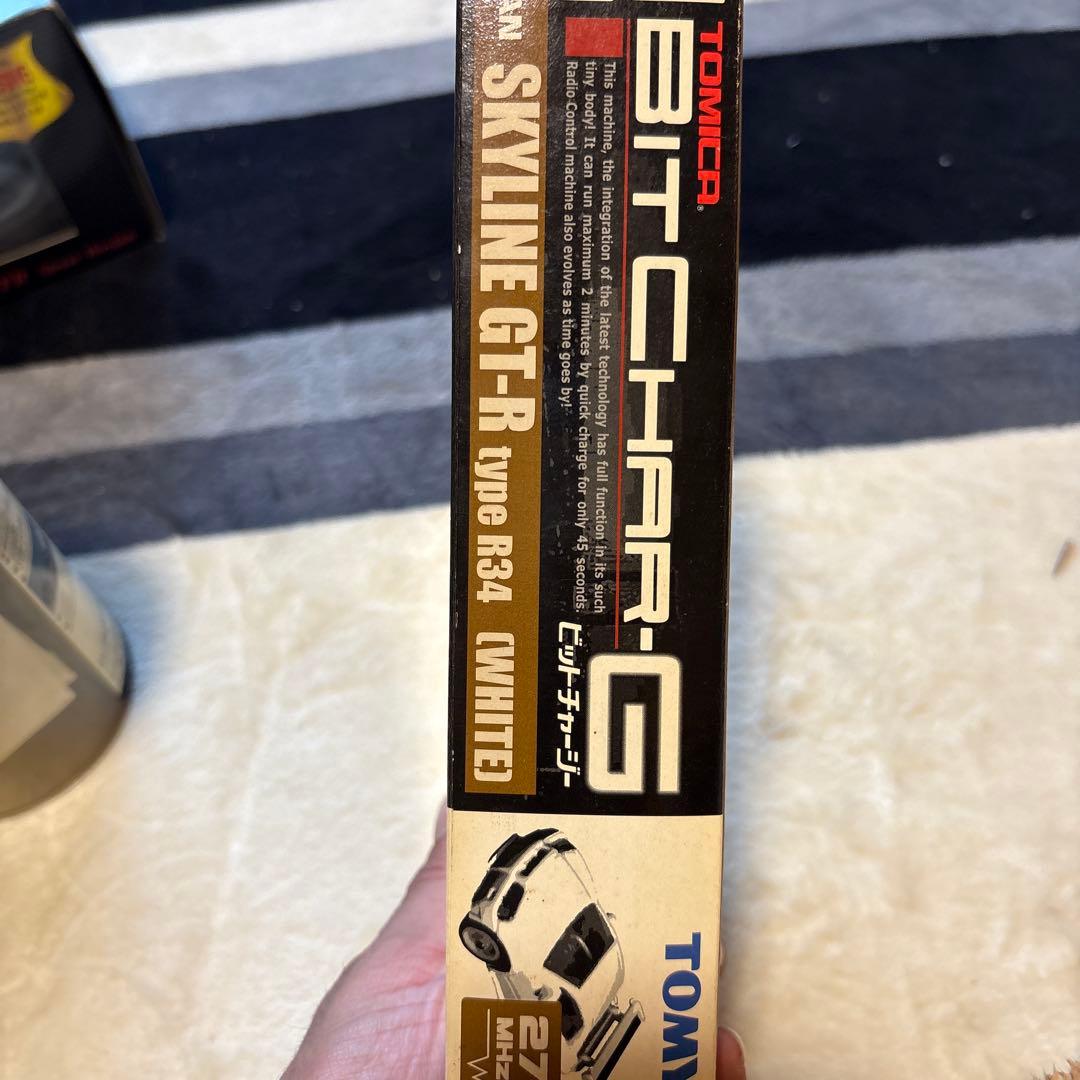 TOMICA®
BIT CHAR-G
ビットチャージー
This machine, the integration of the latest technology has full function in its such
tiny body! It can run maximum 2 minutes by quick charge for only 45 seconds.
Radio Control machine also evolves as time goes by!
AN SKYLINE GT-R type R34 (WHITE)
TOMY
27
MHz